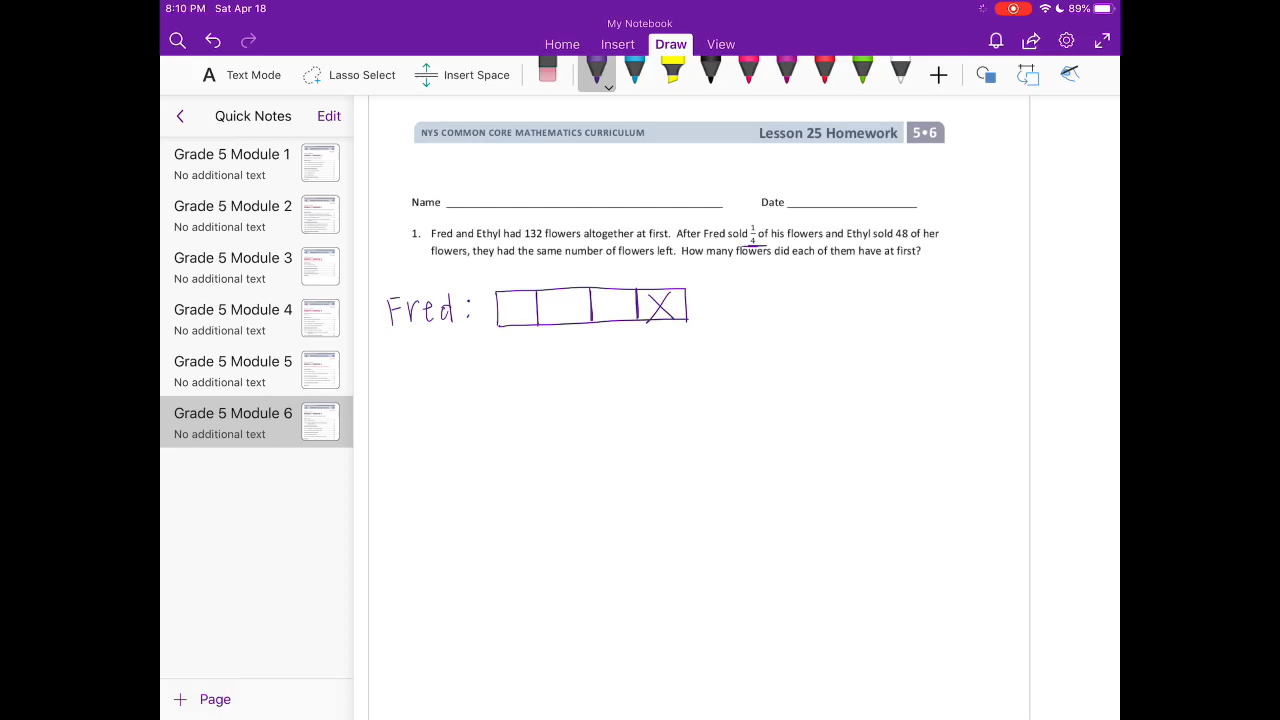 8:10 PM Sat Apr 18
89%
My Notebook
Home Insert Draw View
A Text Mode Lasso Select Insert Space
Quick Notes Edit
Grade 5 Module 1
No additional text
Grade 5 Module 2
No additional text
Grade 5 Module 3
No additional text
Grade 5 Module 4
No additional text
Grade 5 Module 5
No additional text
Grade 5 Module 6
No additional text
+ Page
NYS COMMON CORE MATHEMATICS CURRICULUM Lesson 25 Homework 5•6
Name Date
1. Fred and Ethyl had 132 flowers altogether at first. After Fred sold 1/4 of his flowers and Ethyl sold 48 of her
flowers, they had the same number of flowers left. How many flowers did each of them have at first?
Fred: X